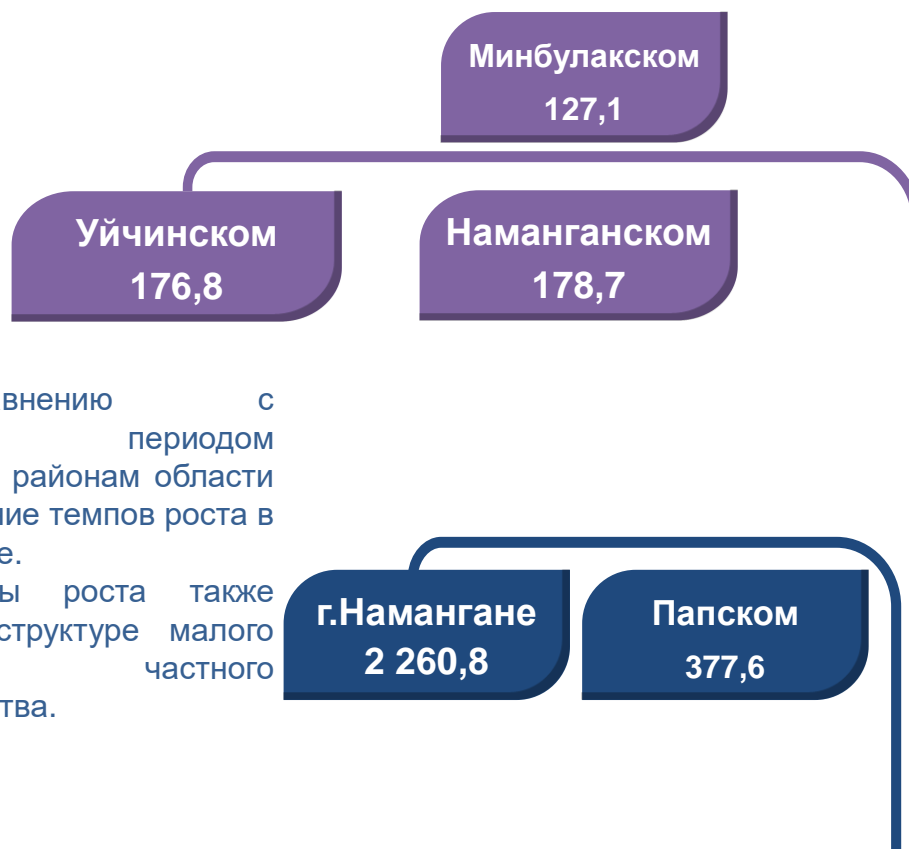 Минбулакском
127,1
Уйчинском
176,8
Наманганском
178,7
внению с
периодом
районам области
ние темпов роста в
е.
ы роста также
структуре малого
частного
тва.
г.Намангане
2 260,8
Папском
377,6